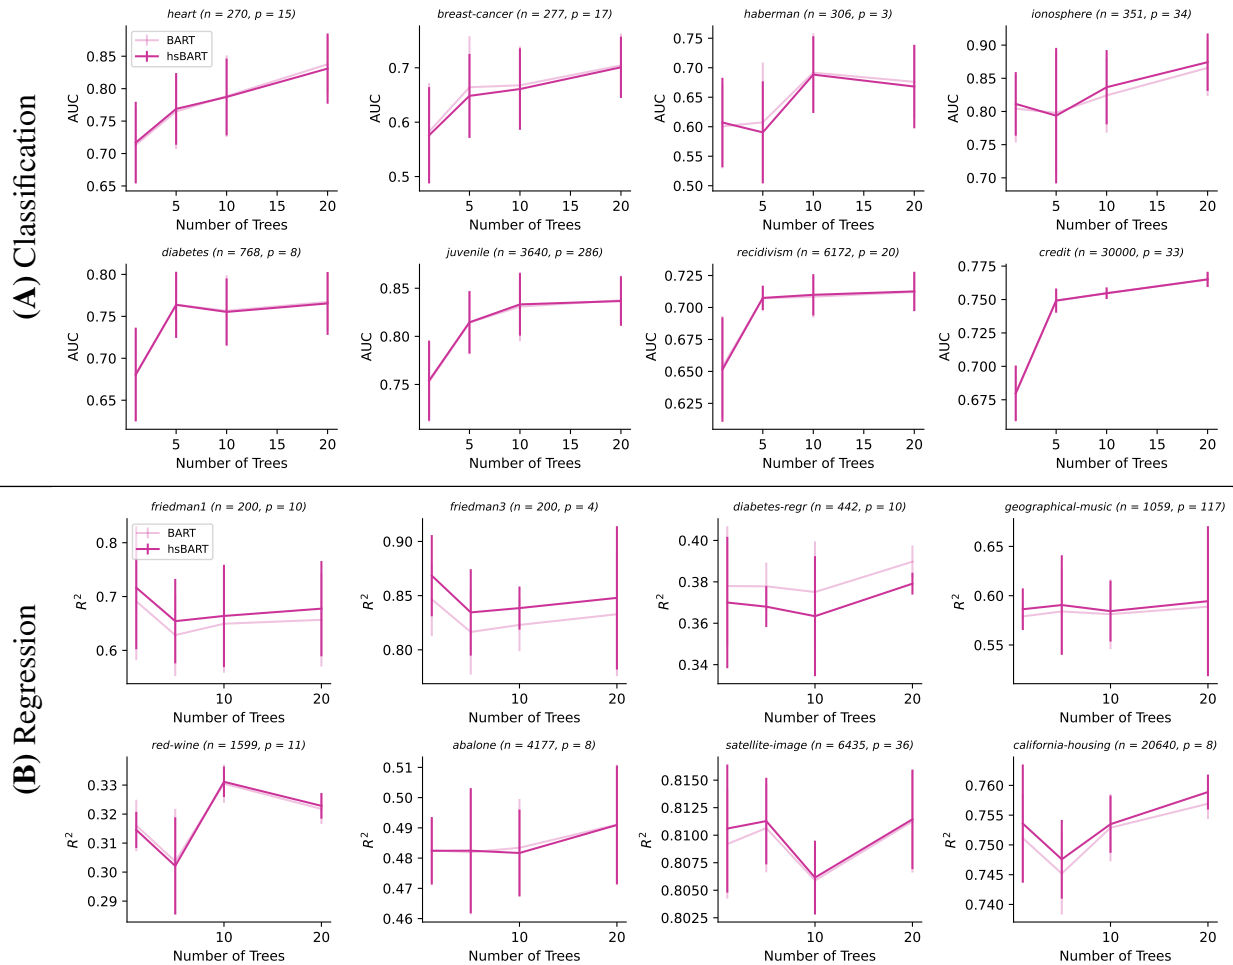 (A) Classification
heart (n = 270, p = 15)
BART
hsBART
AUC
0.85
0.80
0.75
0.70
0.65
5 10 15 20
Number of Trees
breast-cancer (n = 277, p = 17)
AUC
0.7
0.6
0.5
5 10 15 20
Number of Trees
haberman (n = 306, p = 3)
AUC
0.75
0.70
0.65
0.60
0.55
0.50
5 10 15 20
Number of Trees
ionosphere (n = 351, p = 34)
AUC
0.90
0.85
0.80
0.75
0.70
5 10 15 20
Number of Trees
diabetes (n = 768, p = 8)
AUC
0.80
0.75
0.70
0.65
5 10 15 20
Number of Trees
juvenile (n = 3640, p = 286)
AUC
0.85
0.80
0.75
5 10 15 20
Number of Trees
recidivism (n = 6172, p = 20)
AUC
0.725
0.700
0.675
0.650
0.625
5 10 15 20
Number of Trees
credit (n = 30000, p = 33)
AUC
0.775
0.750
0.725
0.700
0.675
5 10 15 20
Number of Trees
(B) Regression
friedman1 (n = 200, p = 10)
BART
hsBART
R²
0.8
0.7
0.6
10 20
Number of Trees
friedman3 (n = 200, p = 4)
R²
0.90
0.85
0.80
10 20
Number of Trees
diabetes-regr (n = 442, p = 10)
R²
0.40
0.38
0.36
0.34
10 20
Number of Trees
geographical-music (n = 1059, p = 117)
R²
0.65
0.60
0.55
10 20
Number of Trees
red-wine (n = 1599, p = 11)
R²
0.33
0.32
0.31
0.30
0.29
10 20
Number of Trees
abalone (n = 4177, p = 8)
R²
0.51
0.50
0.49
0.48
0.47
0.46
10 20
Number of Trees
satellite-image (n = 6435, p = 36)
R²
0.8150
0.8125
0.8100
0.8075
0.8050
0.8025
10 20
Number of Trees
california-housing (n = 20640, p = 8)
R²
0.760
0.755
0.750
0.745
0.740
10 20
Number of Trees